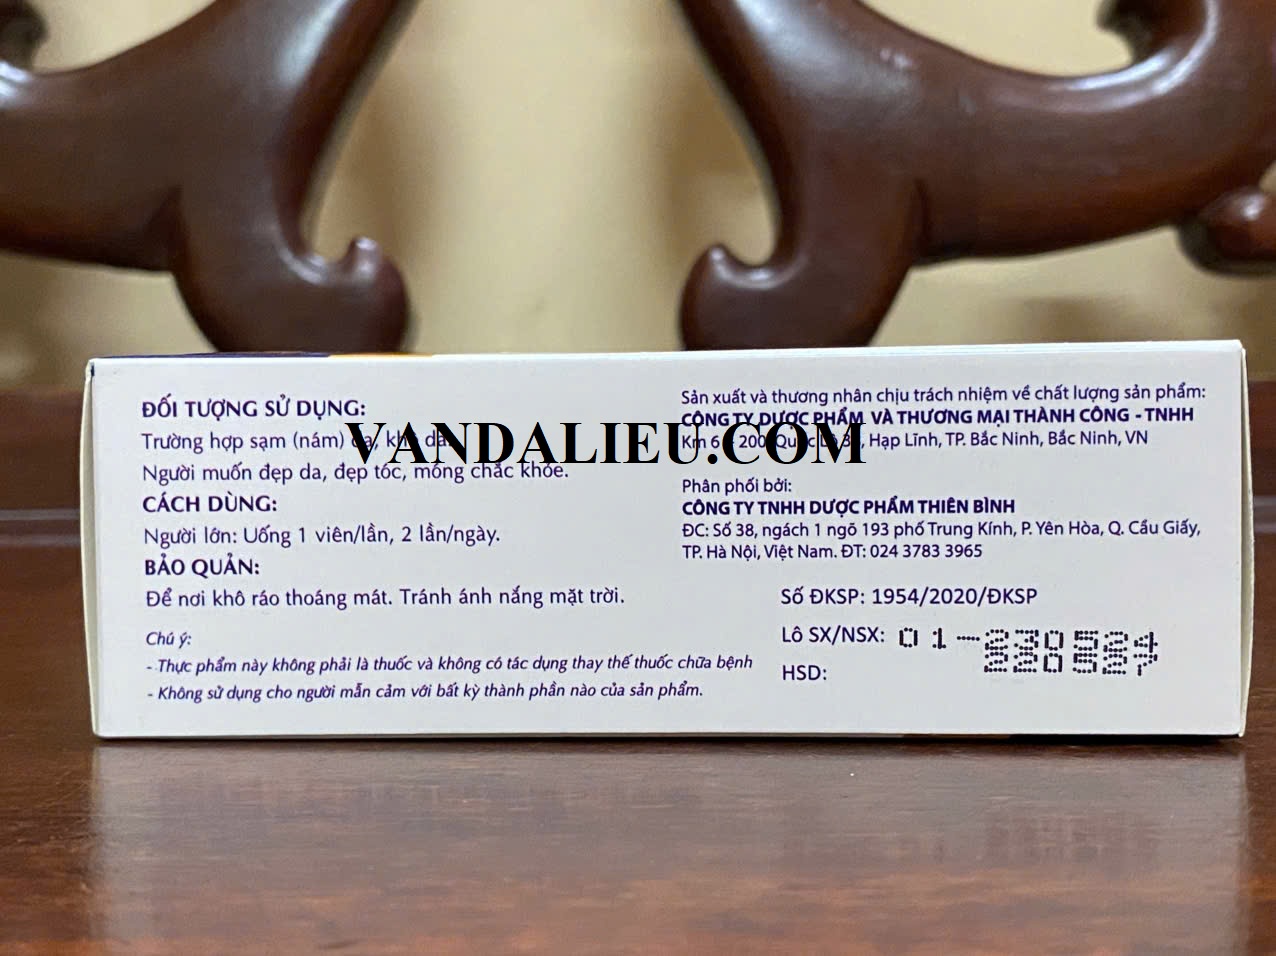 ĐỐI TƯỢNG SỬ DỤNG:
Trường hợp sạm (nám) da, khô da.
Người muốn đẹp da, đẹp tóc, móng chắc khỏe.
CÁCH DÙNG:
Người lớn: Uống 1 viên/lần, 2 lần/ngày.
BẢO QUẢN:
Để nơi khô ráo thoáng mát. Tránh ánh nắng mặt trời.
Chú ý:
- Thực phẩm này không phải là thuốc và không có tác dụng thay thế thuốc chữa bệnh
- Không sử dụng cho người mẫn cảm với bất kỳ thành phần nào của sản phẩm.
VANDALIEU.COM
Sản xuất và thương nhân chịu trách nhiệm về chất lượng sản phẩm:
CÔNG TY DƯỢC PHẨM VÀ THƯƠNG MẠI THÀNH CÔNG - TNHH
Km 6 - 200, Quốc Lộ 38, Hạp Lĩnh, TP. Bắc Ninh, Bắc Ninh, VN
Phân phối bởi:
CÔNG TY TNHH DƯỢC PHẨM THIÊN BÌNH
ĐC: Số 38, ngách 1 ngõ 193 phố Trung Kính, P. Yên Hòa, Q. Cầu Giấy,
TP. Hà Nội, Việt Nam. ĐT: 024 3783 3965
Số ĐKSP: 1954/2020/ĐKSP
Lô SX/NSX: 01-230524
HSD: 220527